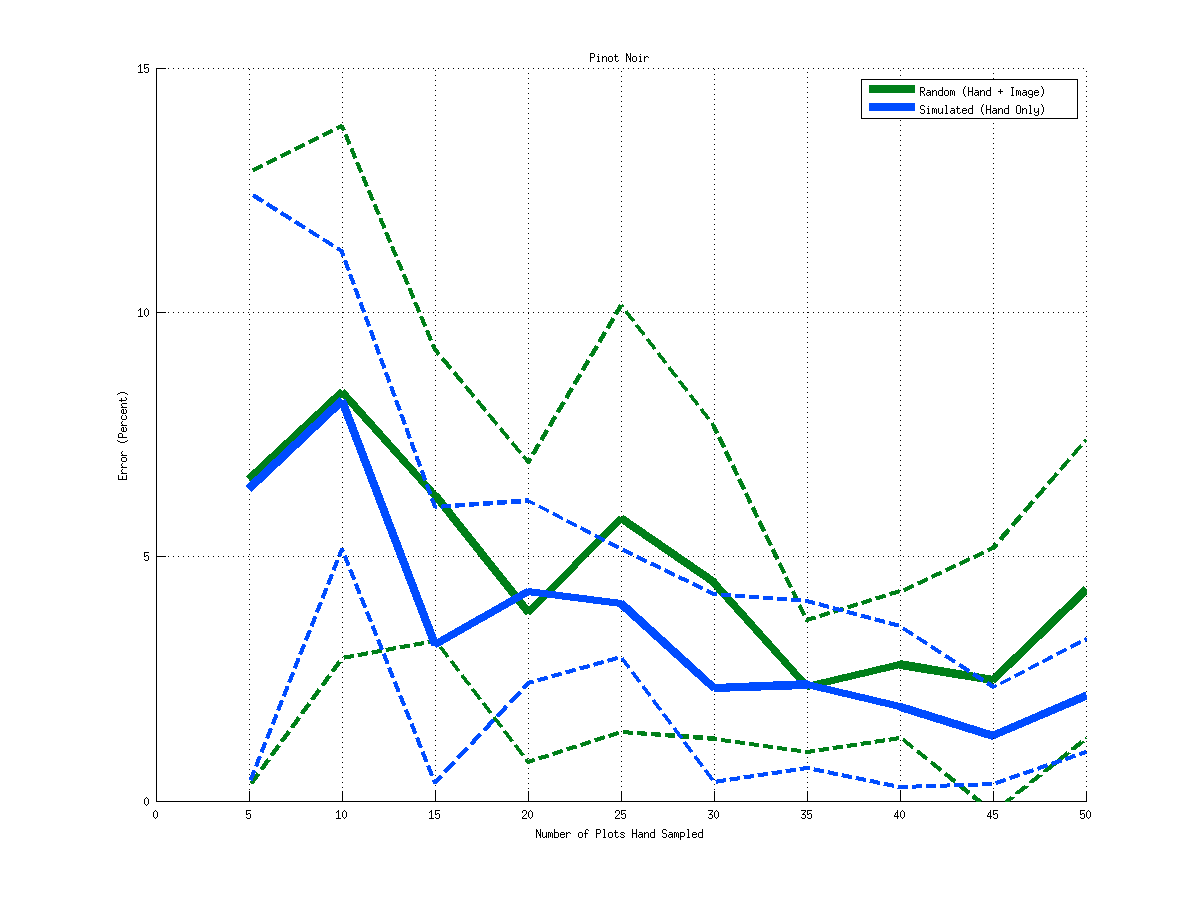 Pinot Noir
15
10
5
0
Error (Percent)
Random (Hand + Image)
Simulated (Hand Only)
0 5 10 15 20 25 30 35 40 45 50
Number of Plots Hand Sampled